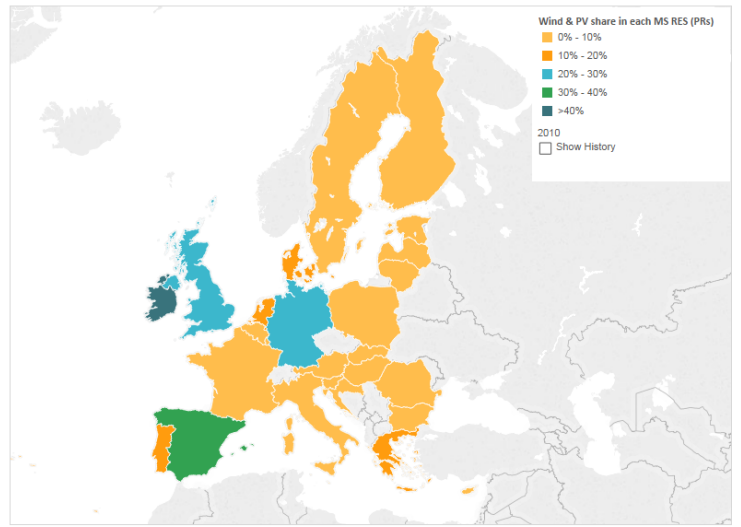 Wind & PV share in each MS RES (PRs)
0% - 10%
10% - 20%
20% - 30%
30% - 40%
>40%
2010
Show History